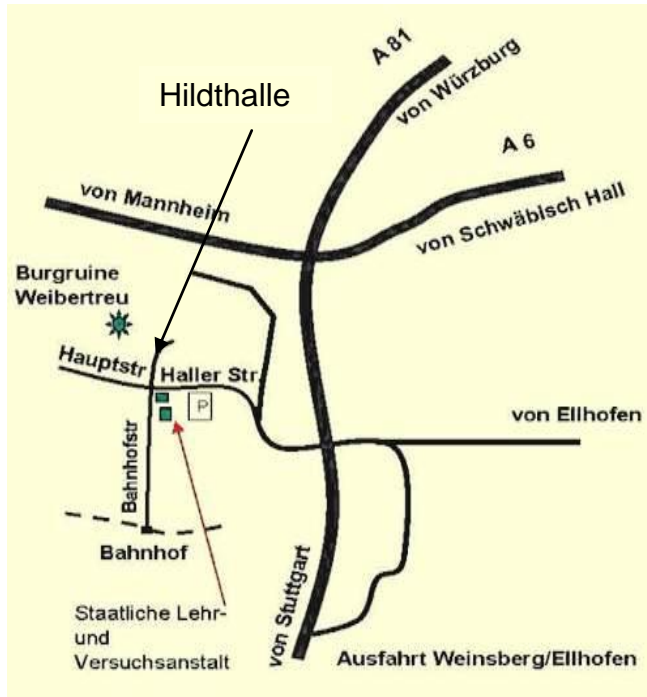 A 81
von Würzburg
Hildthalle
A 6
von Mannheim
von Schwäbisch Hall
Burgruine
Weibertreu
Hauptstr
Haller Str.
P
von Ellhofen
Bahnhofstr
Bahnhof
Staatliche Lehr-
und
Versuchsanstalt
von Stuttgart
Ausfahrt Weinsberg/Ellhofen